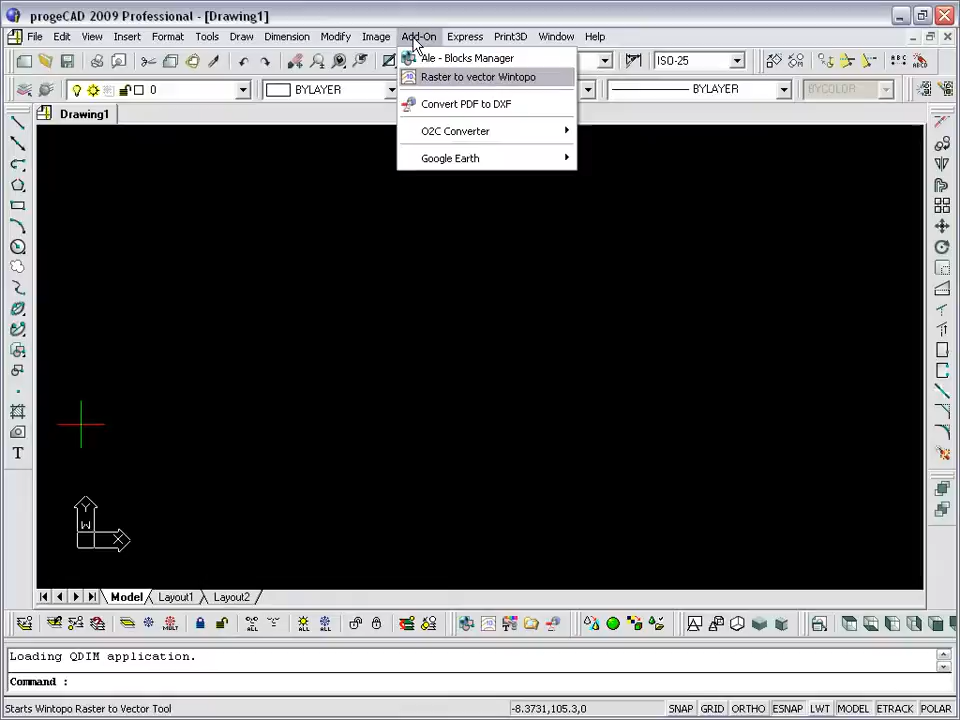 progeCAD 2009 Professional - [Drawing1]
File Edit View Insert Format Tools Draw Dimension Modify Image Add-On Express Print3D Window Help
Ale - Blocks Manager
ISO-25
Raster to vector Wintopo
0 BYLAYER BYLAYER BYCOLOR
Convert PDF to DXF
Drawing1
O2C Converter
Google Earth
T
Y
W
X
Model Layout1 Layout2
Loading QDIM application.
Command :
Starts Wintopo Raster to Vector Tool -8.3731,105.3,0 SNAP GRID ORTHO ESNAP LWT MODEL ETRACK POLAR